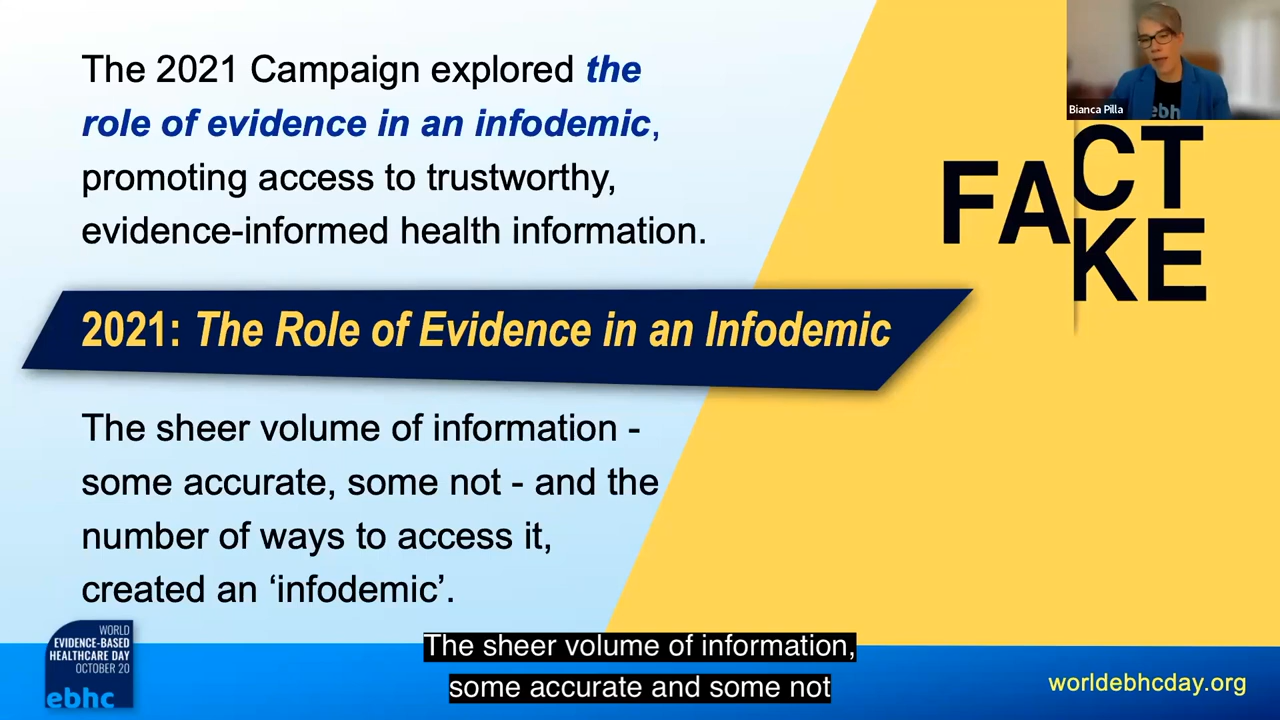 The 2021 Campaign explored the
role of evidence in an infodemic,
promoting access to trustworthy,
evidence-informed health information.
Bianca Pilla
ebh
FACT
KE
2021: The Role of Evidence in an Infodemic
The sheer volume of information -
some accurate, some not - and the
number of ways to access it,
created an ‘infodemic’.
WORLD
EVIDENCE-BASED
HEALTHCARE DAY
OCTOBER 20
ebhc
The sheer volume of information,
some accurate and some not
worldebhcday.org